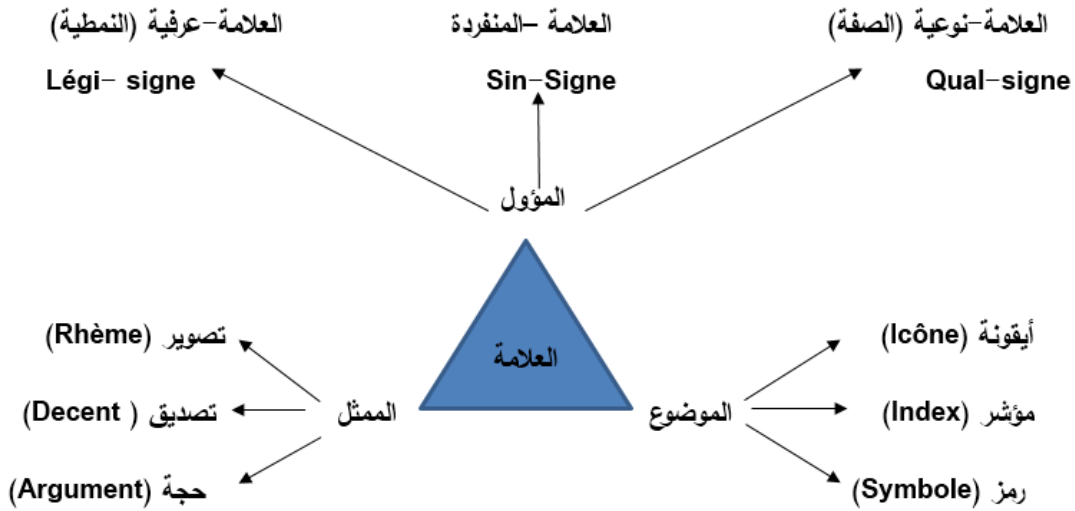 العلامة-نوعية (الصفة)
العلامة –المنفردة
العلامة-عرفية (النمطية)
Qual-signe
Sin-Signe
Légi- signe
المؤول
العلامة
أيقونة (Icône)
مؤشر (Index)
رمز (Symbole)
الموضوع
الممثل
تصوير (Rhème)
تصديق (Decent )
حجة (Argument)